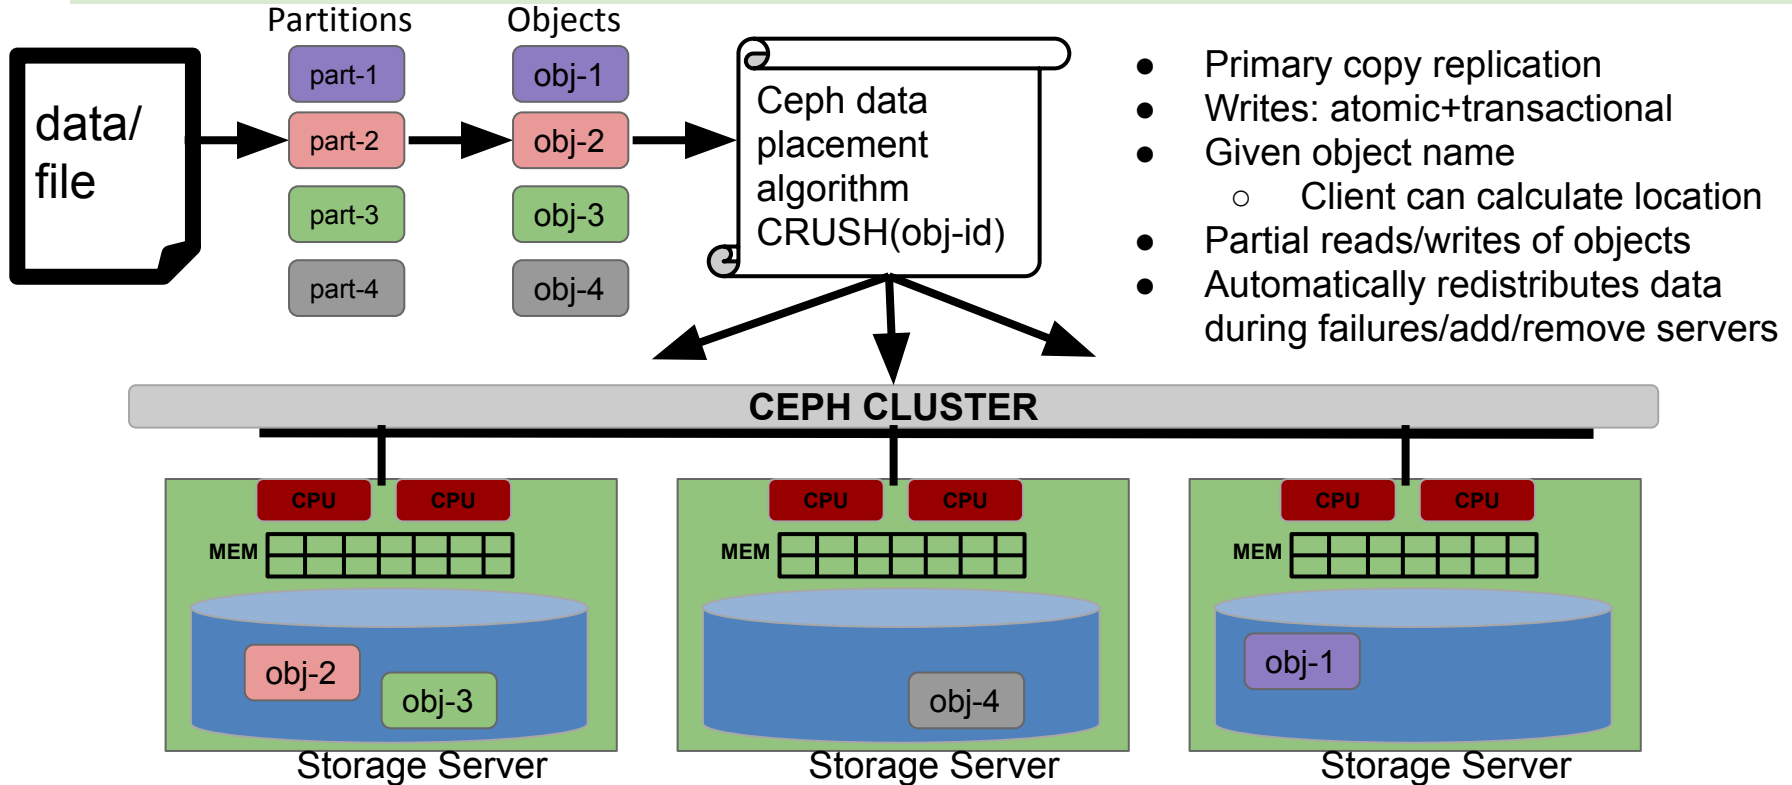 Partitions
Objects
data/
file
part-1
part-2
part-3
part-4
obj-1
obj-2
obj-3
obj-4
Ceph data
placement
algorithm
CRUSH(obj-id)
● Primary copy replication
● Writes: atomic+transactional
● Given object name
○ Client can calculate location
● Partial reads/writes of objects
● Automatically redistributes data
during failures/add/remove servers
CEPH CLUSTER
CPU CPU
MEM
obj-2
obj-3
Storage Server
CPU CPU
MEM
obj-4
Storage Server
CPU CPU
MEM
obj-1
Storage Server